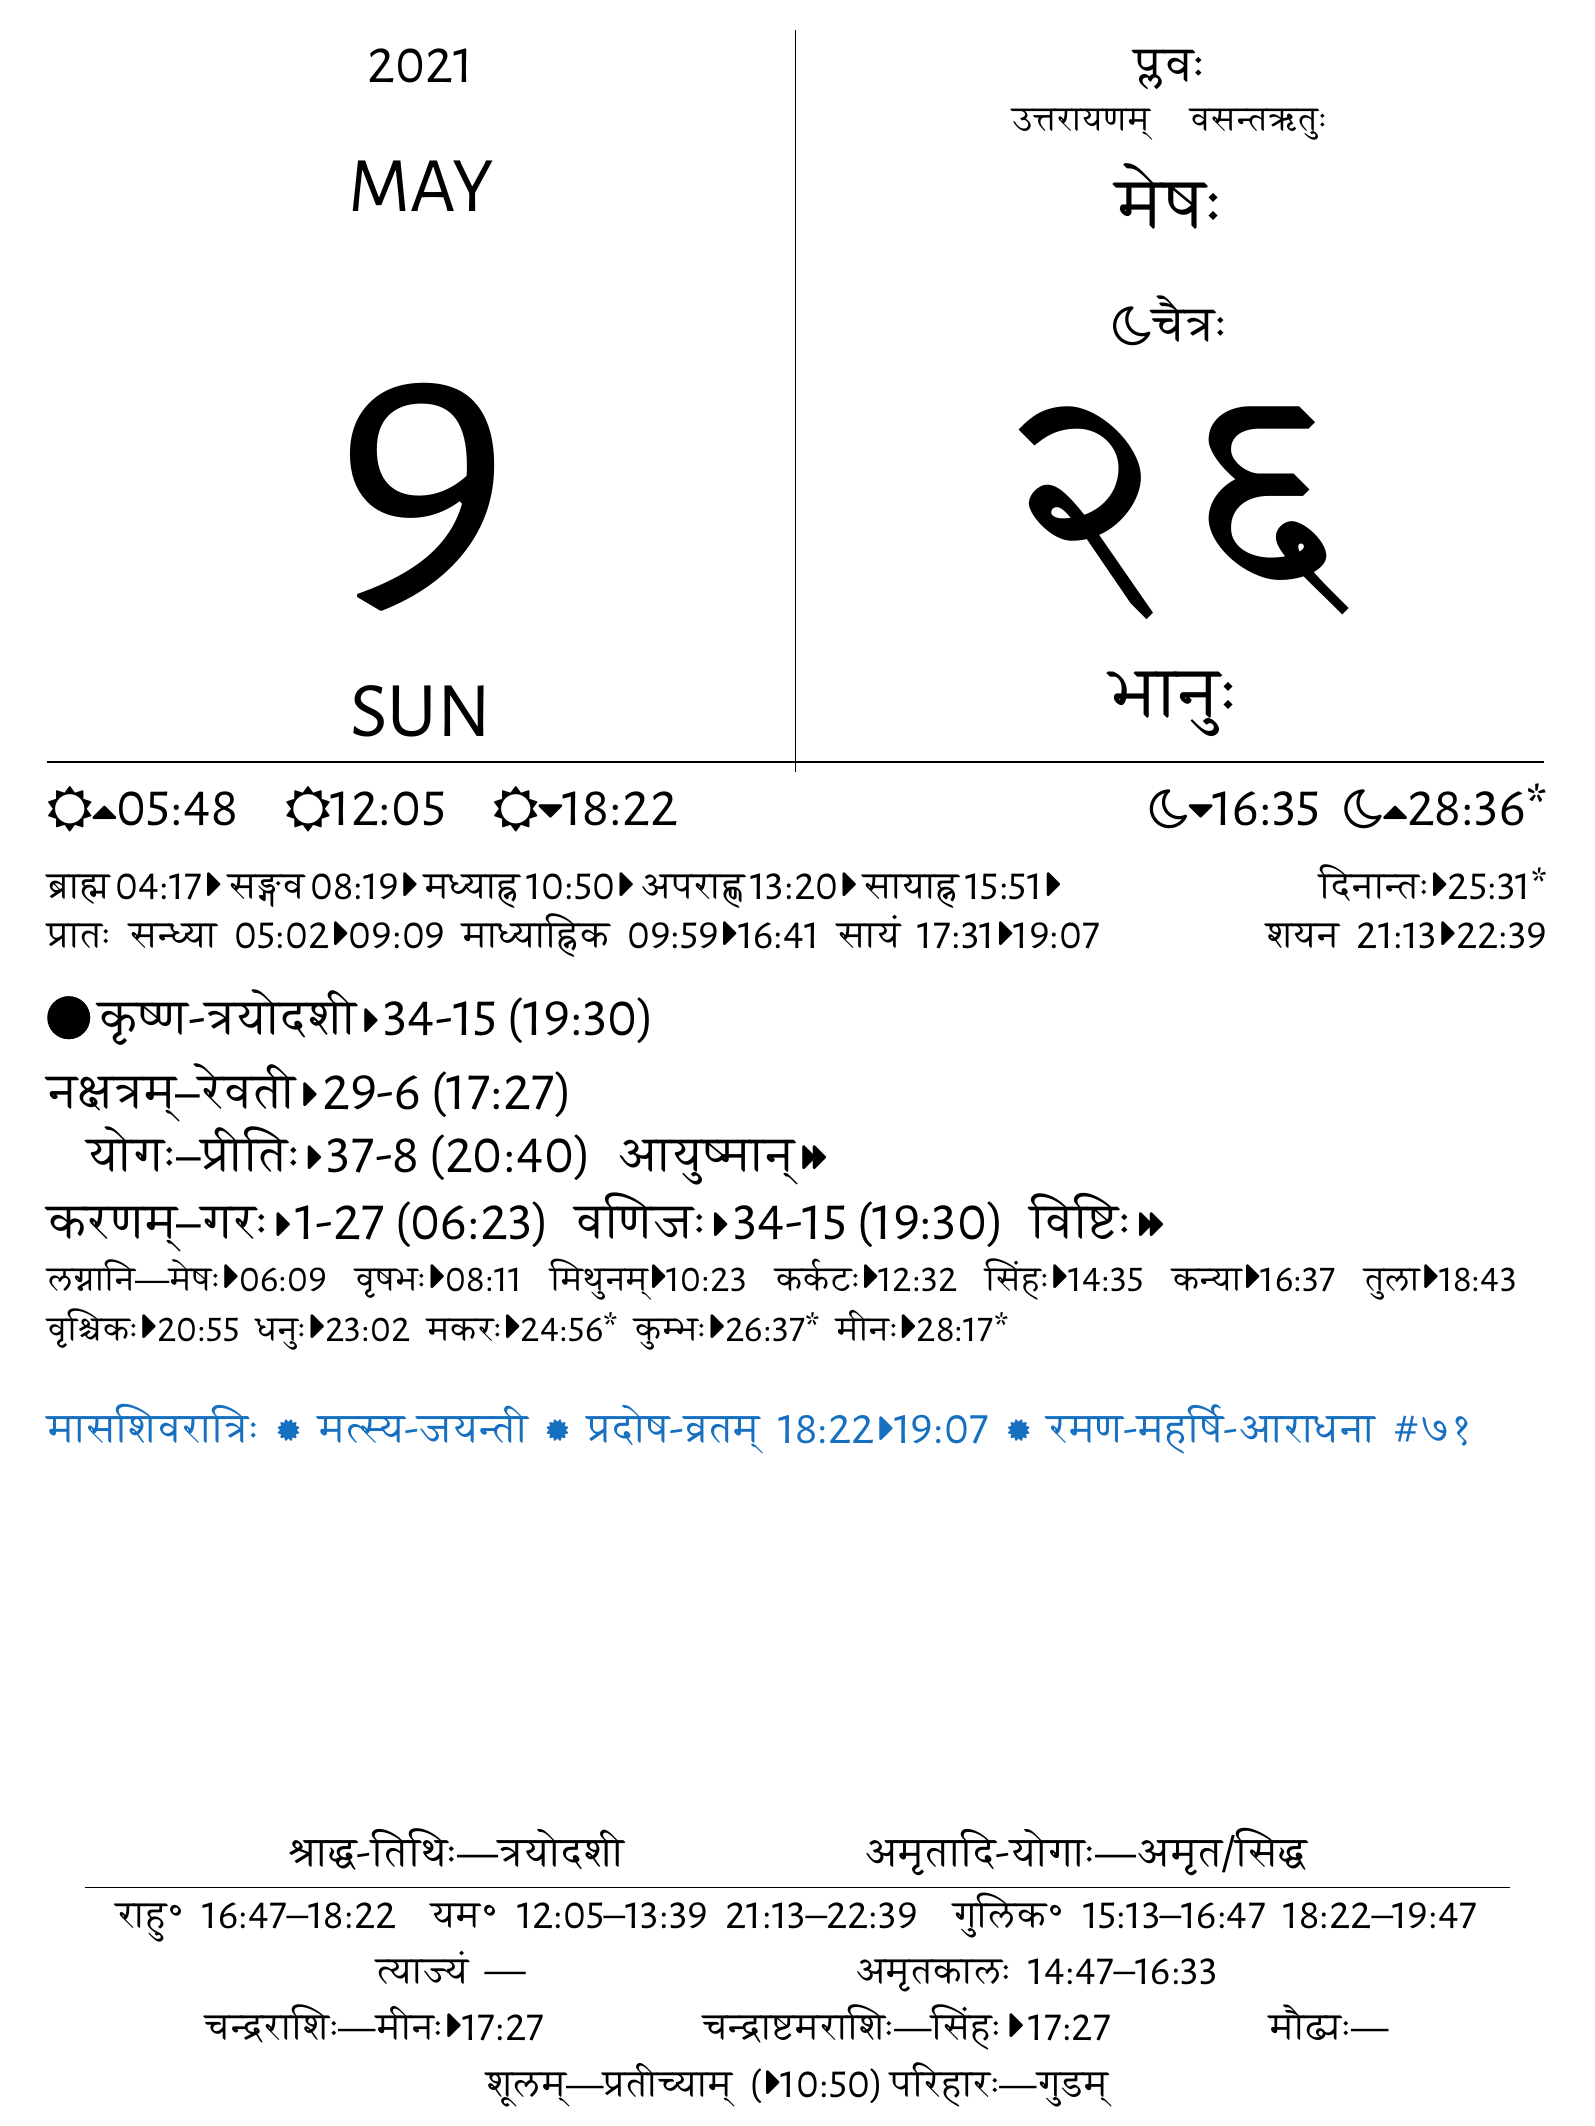 2021
MAY
9
SUN
प्लवः
उत्तरायणम् वसन्तऋतुः
मेषः
चैत्रः
२६
भानुः
05:48 12:05 18:22 16:35 28:36*
ब्राह्म 04:17 सङ्गव 08:19 मध्याह्न 10:50 अपराह्ण 13:20 सायाह्न 15:51 दिनान्तः 25:31*
प्रातः सन्ध्या 05:02 09:09 माध्याह्निक 09:59 16:41 सायं 17:31 19:07 शयन 21:13 22:39
कृष्ण-त्रयोदशी 34-15 (19:30)
नक्षत्रम्–रेवती 29-6 (17:27)
योगः–प्रीतिः 37-8 (20:40) आयुष्मान्
करणम्–गरः 1-27 (06:23) वणिजः 34-15 (19:30) विष्टिः
लग्नानि—मेषः 06:09 वृषभः 08:11 मिथुनम् 10:23 कर्कटः 12:32 सिंहः 14:35 कन्या 16:37 तुला 18:43
वृश्चिकः 20:55 धनुः 23:02 मकरः 24:56* कुम्भः 26:37* मीनः 28:17*
मासशिवरात्रिः ✹ मत्स्य-जयन्ती ✹ प्रदोष-व्रतम् 18:22 19:07 ✹ रमण-महर्षि-आराधना #७१
श्राद्ध-तिथिः—त्रयोदशी अमृतादि-योगाः—अमृत/सिद्ध
राहु॰ 16:47–18:22 यम॰ 12:05–13:39 21:13–22:39 गुलिक॰ 15:13–16:47 18:22–19:47
त्याज्यं — अमृतकालः 14:47–16:33
चन्द्रराशिः—मीनः 17:27 चन्द्राष्टमराशिः—सिंहः 17:27 मौढ्यः—
शूलम्—प्रतीच्याम् (10:50) परिहारः—गुडम्